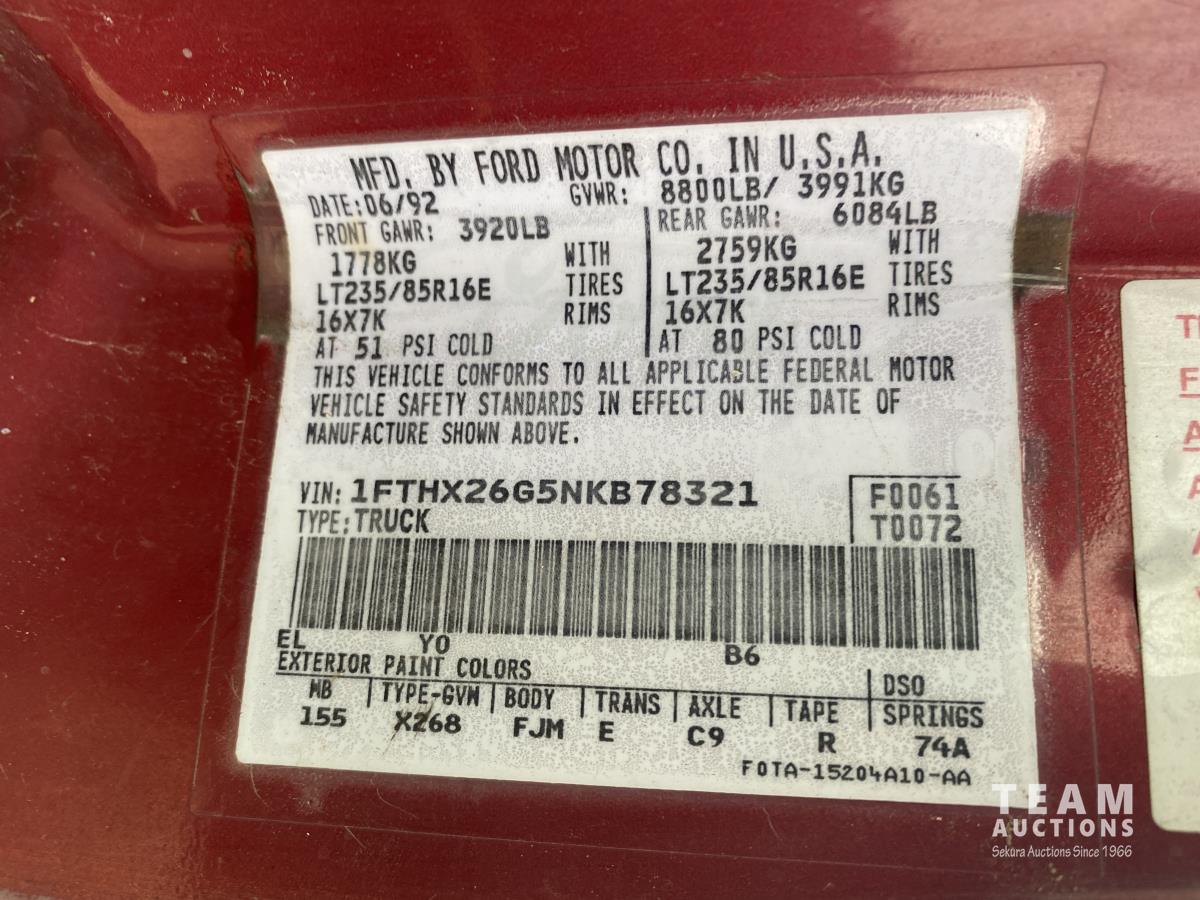 MFD. BY FORD MOTOR CO. IN U.S.A.
DATE:06/92 GVWR: 8800LB/ 3991KG
FRONT GAWR: 3920LB
1778KG WITH
LT235/85R16E TIRES
16X7K RIMS
AT 51 PSI COLD
REAR GAWR: 6084LB
2759KG WITH
LT235/85R16E TIRES
16X7K RIMS
AT 80 PSI COLD
THIS VEHICLE CONFORMS TO ALL APPLICABLE FEDERAL MOTOR
VEHICLE SAFETY STANDARDS IN EFFECT ON THE DATE OF
MANUFACTURE SHOWN ABOVE.
VIN: 1FTHX26G5NKB78321
TYPE:TRUCK
F0061
T0072
EL Y0 B6
EXTERIOR PAINT COLORS DSO
WB TYPE-GVW BODY TRANS AXLE TAPE SPRINGS
155 X268 FJM E C9 R 74A
F0TA-15204A10-AA
TEAM
AUCTIONS
Sekura Auctions Since 1966